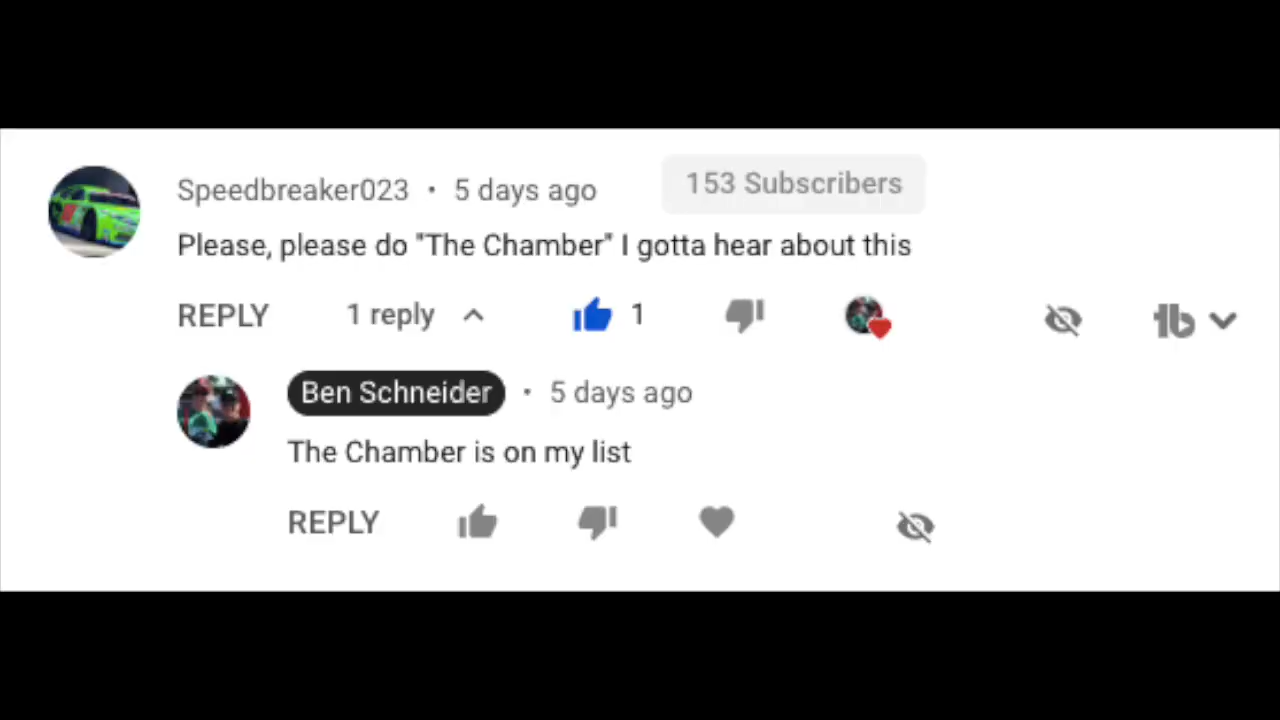 Speedbreaker023 • 5 days ago 153 Subscribers
Please, please do "The Chamber" I gotta hear about this
REPLY 1 reply 1 tb
Ben Schneider • 5 days ago
The Chamber is on my list
REPLY